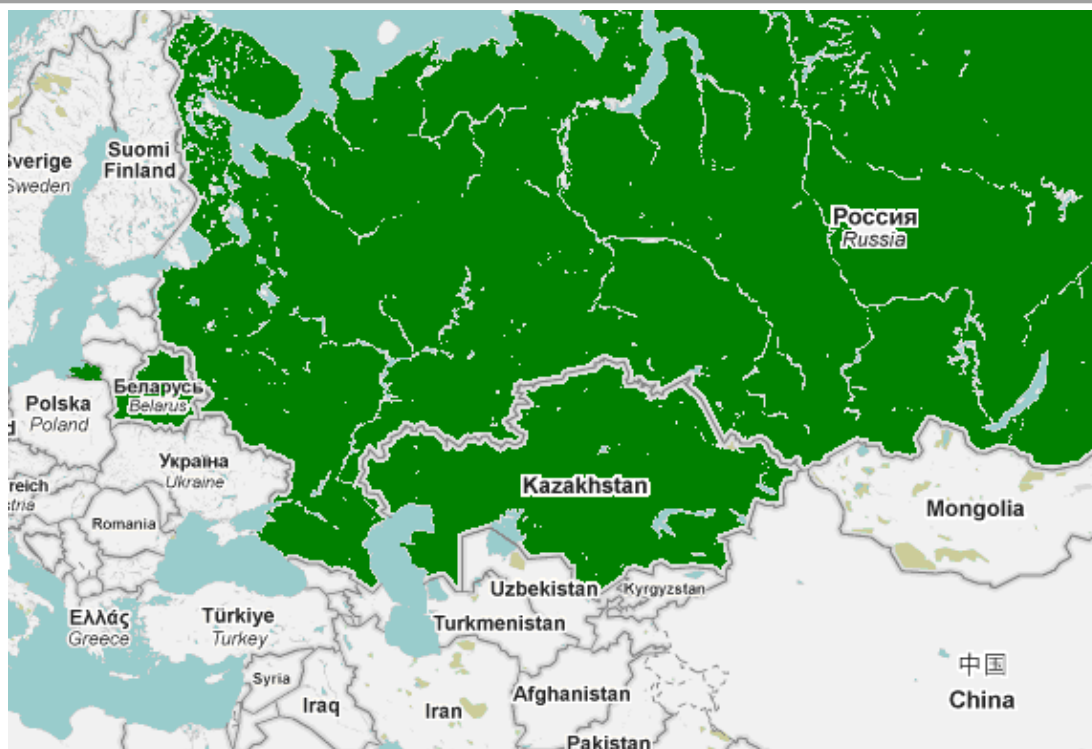 Suomi
Finland
Sverige
Sweden
Россия
Russia
Беларусь
Belarus
Polska
Poland
Україна
Ukraine
Kazakhstan
Mongolia
Romania
Uzbekistan
Kyrgyzstan
Ελλάς
Greece
Türkiye
Turkey
Turkmenistan
Syria
Iraq
Iran
Afghanistan
Pakistan
中国
China